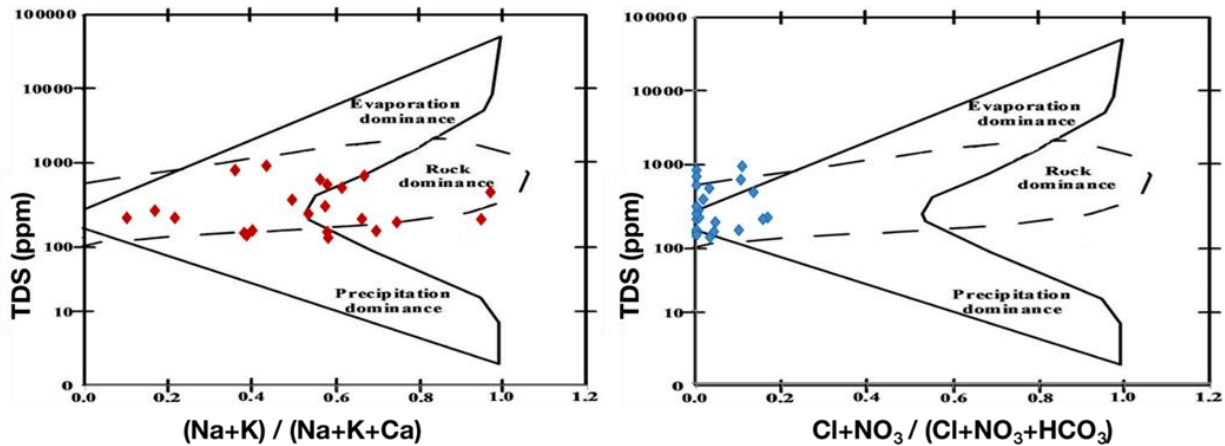 100000
10000
1000
100
10
0
TDS (ppm)
Evaporation
dominance
Rock
dominance
Precipitation
dominance
0.0 0.2 0.4 0.6 0.8 1.0 1.2
(Na+K) / (Na+K+Ca)
100000
10000
1000
100
10
0
TDS (ppm)
Evaporation
dominance
Rock
dominance
Precipitation
dominance
0.0 0.2 0.4 0.6 0.8 1.0 1.2
Cl+NO₃ / (Cl+NO₃+HCO₃)